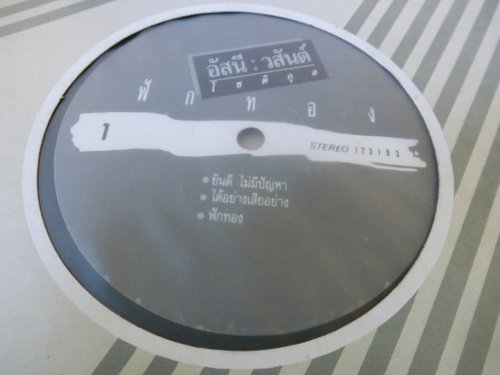 อัสนี : วสันต์
โชติกุล
ฟักทอง
1
STEREO 123193
ยินดี ไม่มีปัญหา
ได้อย่างเสียอย่าง
ฟักทอง